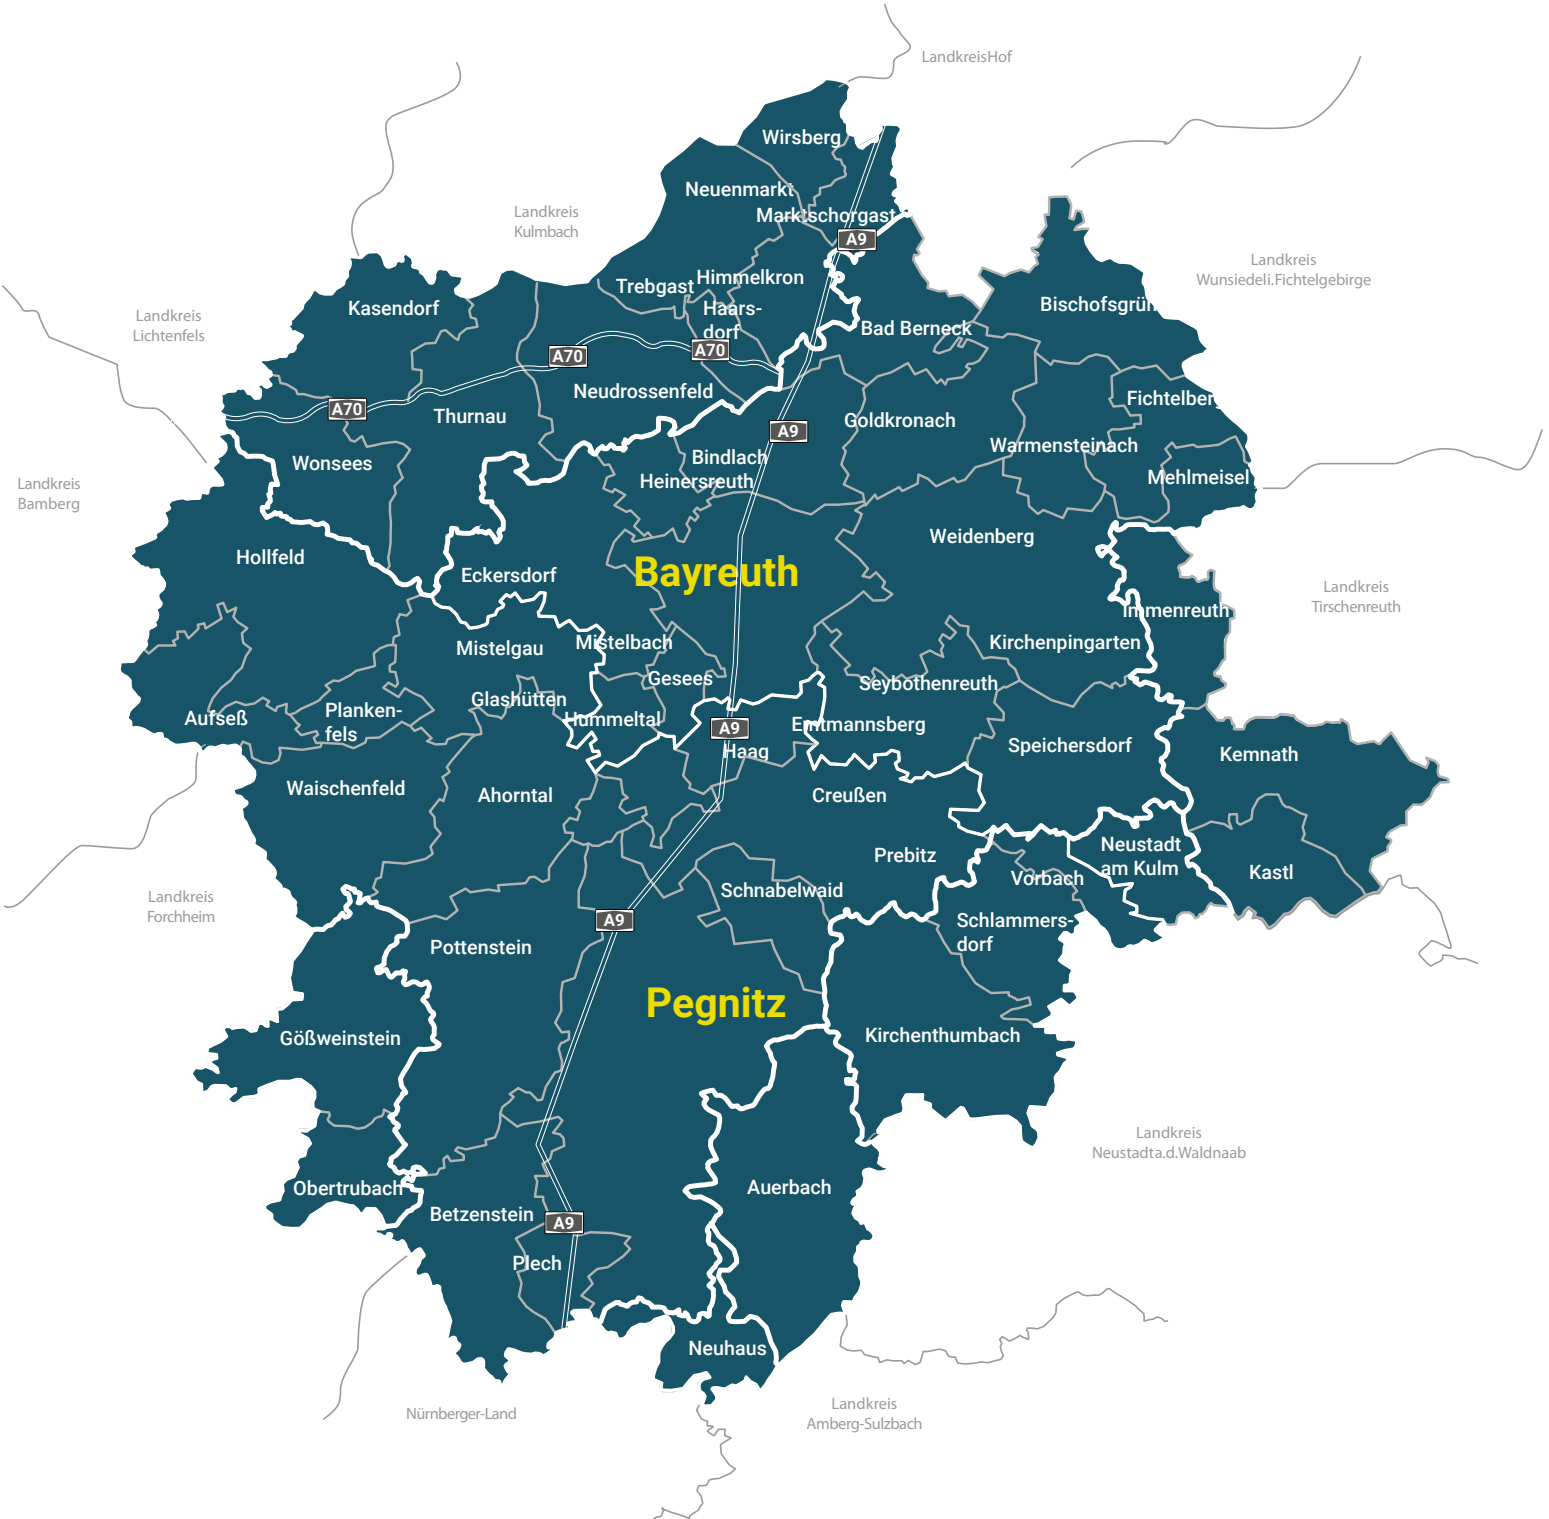 LandkreisHof
Wirsberg
Neuenmarkt
Landkreis
Kulmbach
Marktschorgast
A9
Landkreis
Wunsiedeli.Fichtelgebirge
Trebgast
Himmelkron
Kasendorf
Haars-
dorf
Bischofsgrün
Landkreis
Lichtenfels
Bad Berneck
A70
A70
Neudrossenfeld
Fichtelberg
A70
Thurnau
Goldkronach
A9
Warmensteinach
Wonsees
Bindlach
Heinersreuth
Mehlmeisel
Landkreis
Bamberg
Weidenberg
Hollfeld
Eckersdorf
Bayreuth
Landkreis
Tirschenreuth
Immenreuth
Mistelgau
Mistelbach
Kirchenpingarten
Gesees
Seybothenreuth
Glashütten
Aufseß
Planken-
fels
Hummeltal
A9
Emtmannsberg
Haag
Speichersdorf
Kemnath
Waischenfeld
Ahorntal
Creußen
Prebitz
Neustadt
am Kulm
Kastl
Vorbach
Schnabelwaid
Landkreis
Forchheim
A9
Schlammers-
dorf
Pottenstein
Pegnitz
Gößweinstein
Kirchenthumbach
Landkreis
Neustadta.d.Waldnaab
Obertrubach
Auerbach
Betzenstein
A9
Plech
Neuhaus
Nürnberger-Land
Landkreis
Amberg-Sulzbach